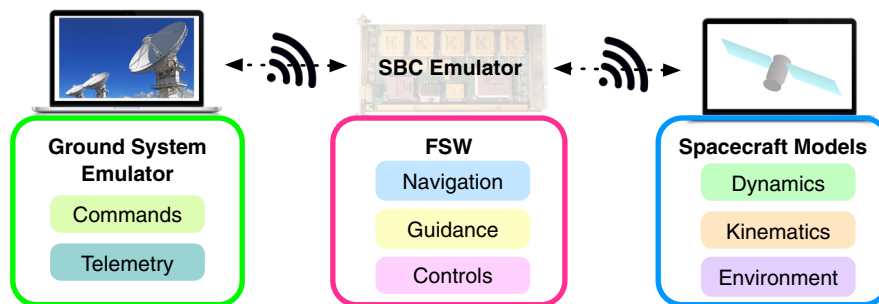 SBC Emulator
Ground System
Emulator
Commands
Telemetry
FSW
Navigation
Guidance
Controls
Spacecraft Models
Dynamics
Kinematics
Environment